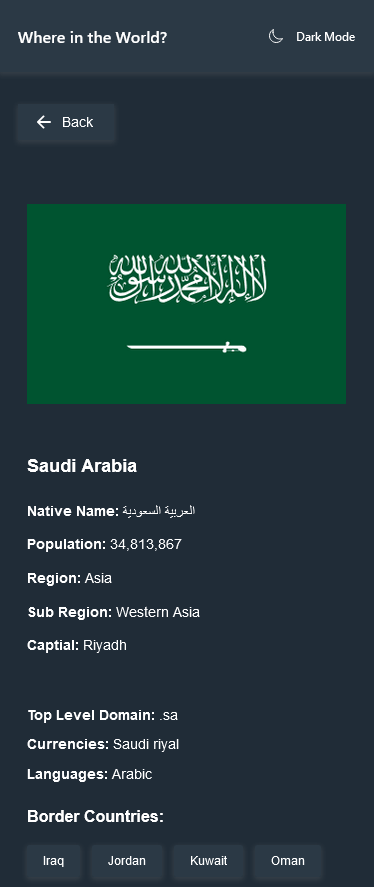 Where in the World?
Dark Mode
Back
لا إله إلا الله محمد رسول الله
Saudi Arabia
Native Name: العربية السعودية
Population: 34,813,867
Region: Asia
Sub Region: Western Asia
Captial: Riyadh
Top Level Domain: .sa
Currencies: Saudi riyal
Languages: Arabic
Border Countries:
Iraq
Jordan
Kuwait
Oman